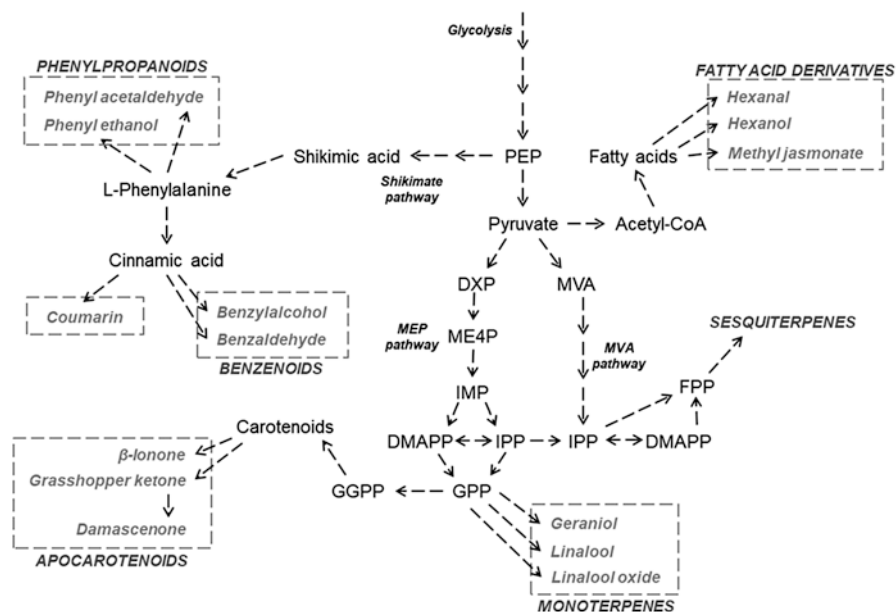 Glycolysis
PHENYLPROPANOIDS
Phenyl acetaldehyde
Phenyl ethanol
FATTY ACID DERIVATIVES
Hexanal
Hexanol
Methyl jasmonate
Shikimic acid
PEP
Fatty acids
Shikimate
pathway
L-Phenylalanine
Pyruvate
Acetyl-CoA
Cinnamic acid
DXP
MVA
Coumarin
Benzylalcohol
Benzaldehyde
BENZENOIDS
MEP
pathway
ME4P
MVA
pathway
SESQUITERPENES
IMP
FPP
Carotenoids
DMAPP
IPP
IPP
DMAPP
β-Ionone
Grasshopper ketone
Damascenone
APOCAROTENOIDS
GGPP
GPP
Geraniol
Linalool
Linalool oxide
MONOTERPENES